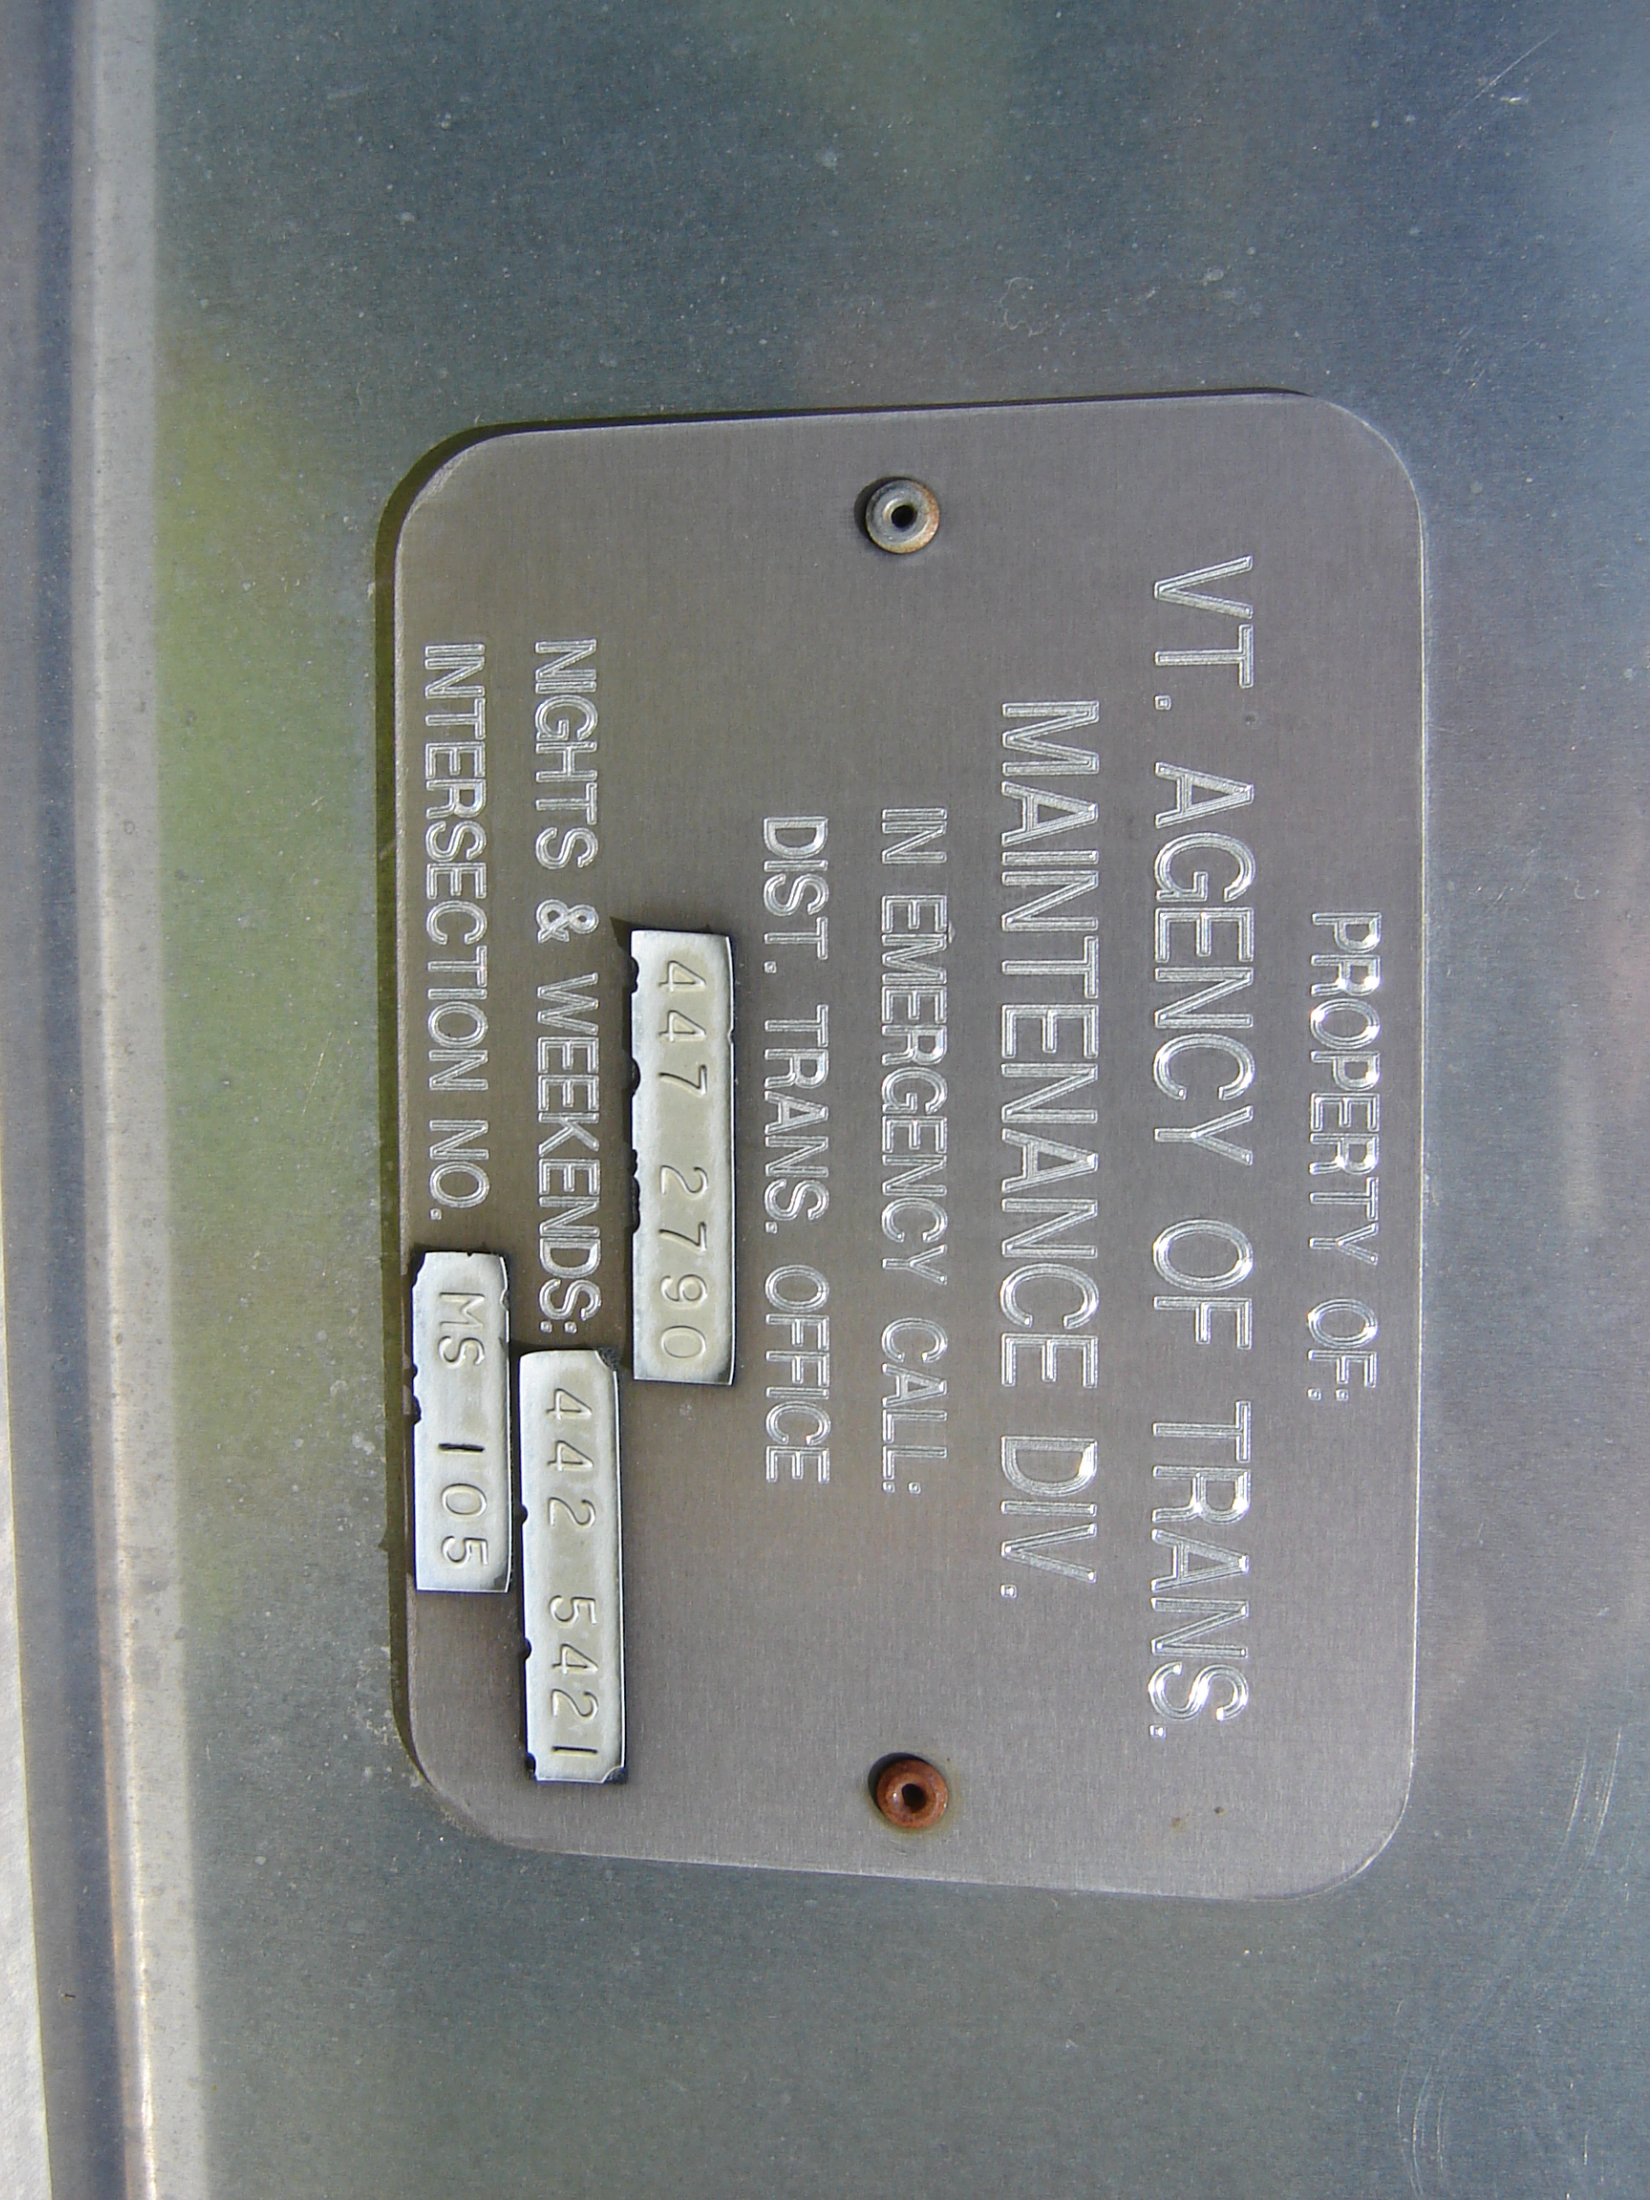 PROPERTY OF:
VT. AGENCY OF TRANS.
MAINTENANCE DIV.
IN EMERGENCY CALL:
DIST. TRANS. OFFICE
447 2790
NIGHTS & WEEKENDS: 442 5421
INTERSECTION NO. MS 105